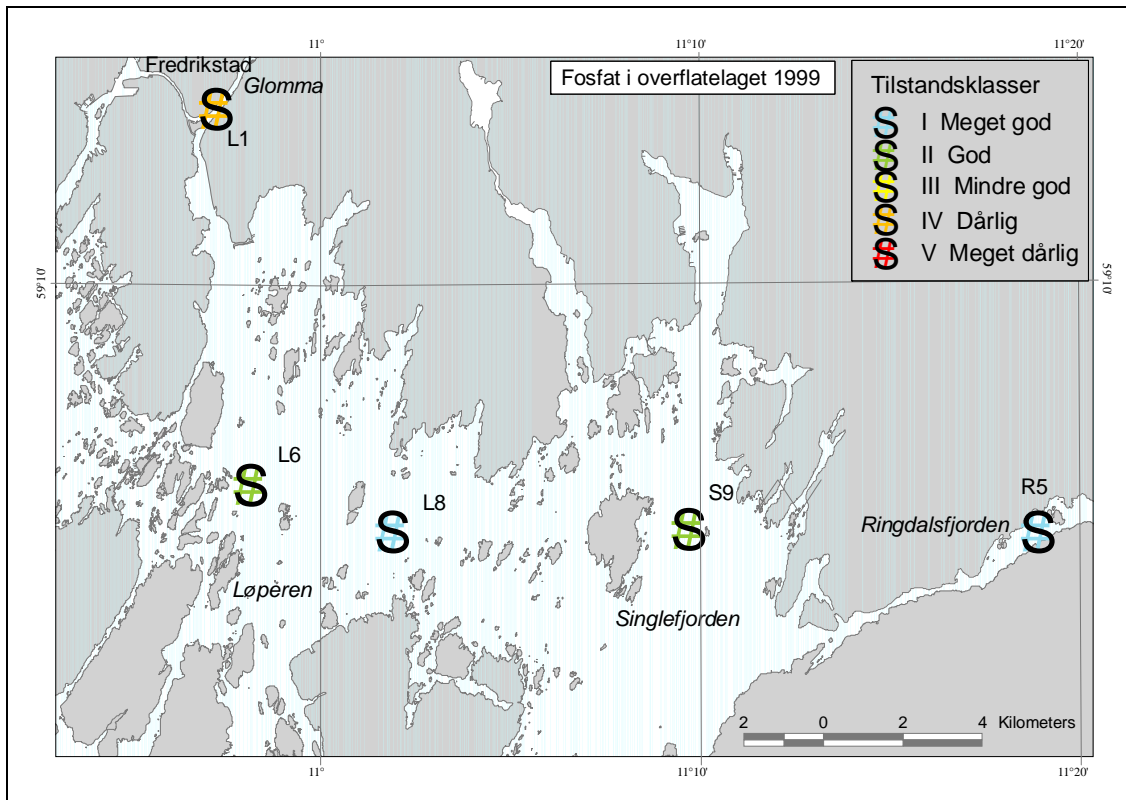 11°
11°10'
11°20'
Fredrikstad
Glomma
L1
Fosfat i overflatelaget 1999
Tilstandsklasser
S I Meget god
S II God
S III Mindre god
S IV Dårlig
S V Meget dårlig
59°10'
59°10'
S
S
L6
S
L8
S
S9
S
R5
Ringdalsfjorden
Løperen
Singlefjorden
2 0 2 4 Kilometers
11°
11°10'
11°20'